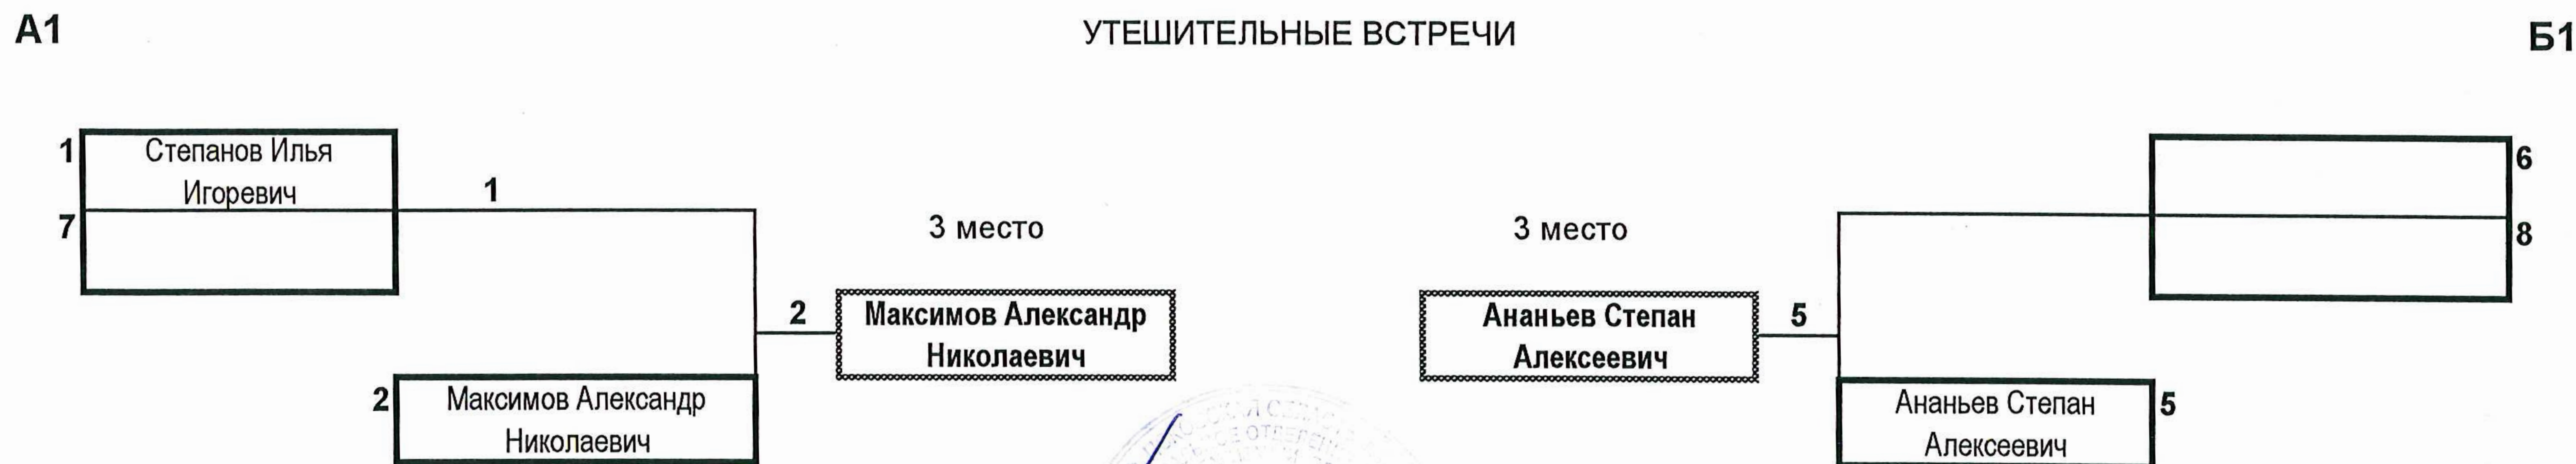 А1
УТЕШИТЕЛЬНЫЕ ВСТРЕЧИ
Б1
1
Степанов Илья
Игоревич
7
1
3 место
2
Максимов Александр
Николаевич
2
Максимов Александр
Николаевич
3 место
Ананьев Степан
Алексеевич
5
6
8
Ананьев Степан
Алексеевич
5